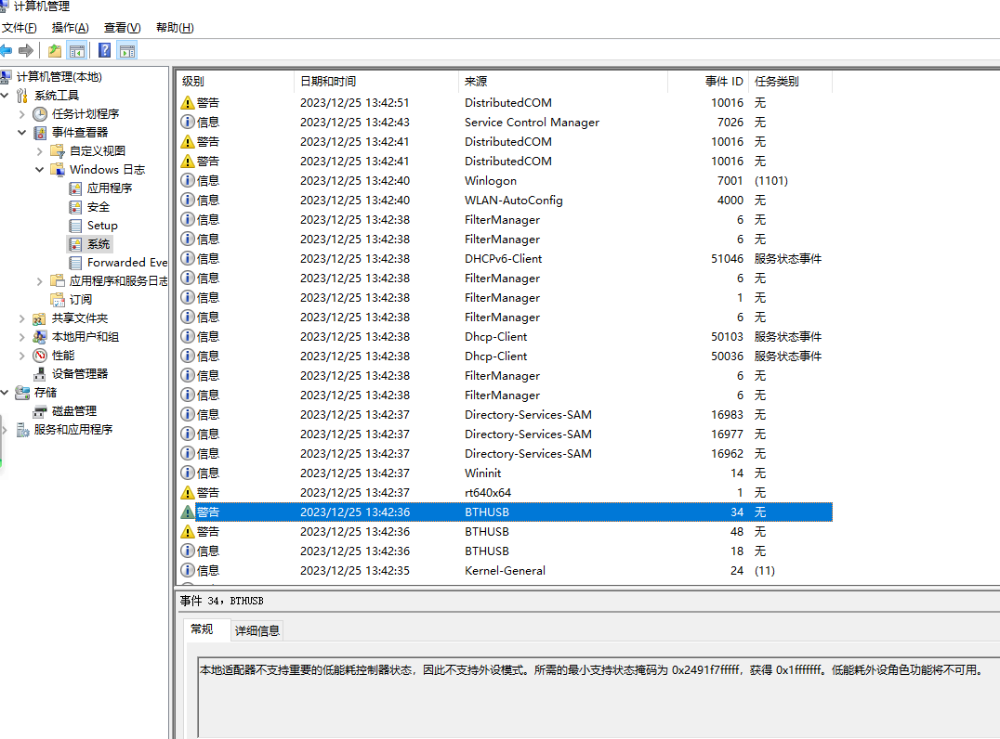 计算机管理
文件(F) 操作(A) 查看(V) 帮助(H)
计算机管理(本地)
系统工具
任务计划程序
事件查看器
自定义视图
Windows 日志
应用程序
安全
Setup
系统
Forwarded Eve
应用程序和服务日志
订阅
共享文件夹
本地用户和组
性能
设备管理器
存储
磁盘管理
服务和应用程序
级别 日期和时间 来源 事件 ID 任务类别
警告 2023/12/25 13:42:51 DistributedCOM 10016 无
信息 2023/12/25 13:42:43 Service Control Manager 7026 无
警告 2023/12/25 13:42:41 DistributedCOM 10016 无
警告 2023/12/25 13:42:41 DistributedCOM 10016 无
信息 2023/12/25 13:42:40 Winlogon 7001 (1101)
信息 2023/12/25 13:42:40 WLAN-AutoConfig 4000 无
信息 2023/12/25 13:42:38 FilterManager 6 无
信息 2023/12/25 13:42:38 FilterManager 6 无
信息 2023/12/25 13:42:38 DHCPv6-Client 51046 服务状态事件
信息 2023/12/25 13:42:38 FilterManager 6 无
信息 2023/12/25 13:42:38 FilterManager 1 无
信息 2023/12/25 13:42:38 FilterManager 6 无
信息 2023/12/25 13:42:38 Dhcp-Client 50103 服务状态事件
信息 2023/12/25 13:42:38 Dhcp-Client 50036 服务状态事件
信息 2023/12/25 13:42:38 FilterManager 6 无
信息 2023/12/25 13:42:38 FilterManager 6 无
信息 2023/12/25 13:42:37 Directory-Services-SAM 16983 无
信息 2023/12/25 13:42:37 Directory-Services-SAM 16977 无
信息 2023/12/25 13:42:37 Directory-Services-SAM 16962 无
信息 2023/12/25 13:42:37 Wininit 14 无
警告 2023/12/25 13:42:37 rt640x64 1 无
警告 2023/12/25 13:42:36 BTHUSB 34 无
警告 2023/12/25 13:42:36 BTHUSB 48 无
信息 2023/12/25 13:42:36 BTHUSB 18 无
信息 2023/12/25 13:42:35 Kernel-General 24 (11)
事件 34，BTHUSB
常规 详细信息
本地适配器不支持重要的低能耗控制器状态，因此不支持外设模式。所需的最小支持状态掩码为 0x2491f7fffff，获得 0x1fffffff。低能耗外设角色功能将不可用。